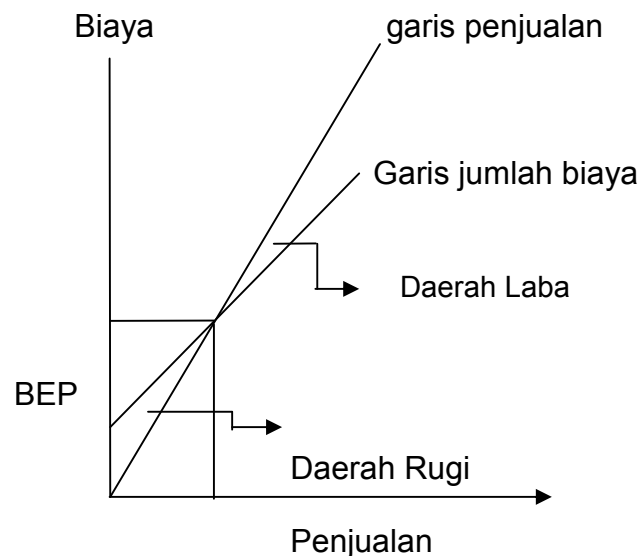 Biaya
garis penjualan
Garis jumlah biaya
Daerah Laba
BEP
Daerah Rugi
Penjualan